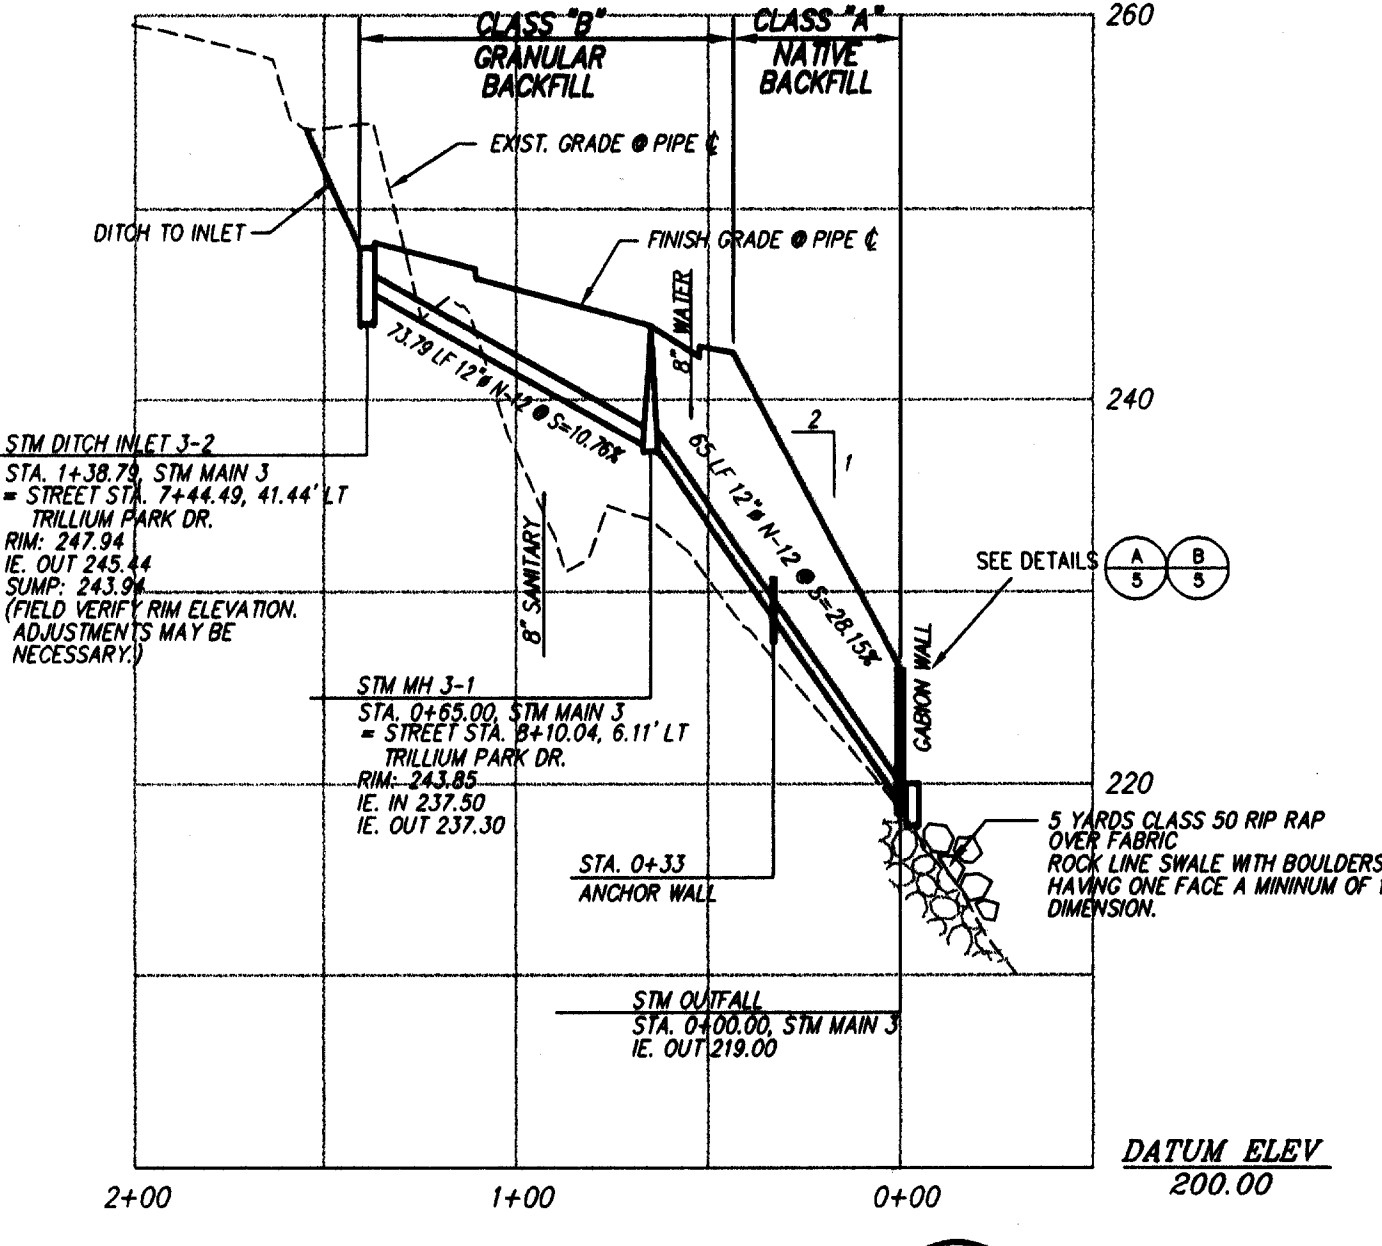 CLASS "B"
GRANULAR
BACKFILL
CLASS "A"
NATIVE
BACKFILL
260
EXIST. GRADE @ PIPE ℄
DITCH TO INLET
FINISH GRADE @ PIPE ℄
8" WATER
73.79 LF 12"ø N-12 @ S=10.76%
240
2
1
STM DITCH INLET 3-2
STA. 1+38.79, STM MAIN 3
= STREET STA. 7+44.49, 41.44' LT
TRILLIUM PARK DR.
RIM: 247.94
IE. OUT 245.44
SUMP: 243.94
(FIELD VERIFY RIM ELEVATION.
ADJUSTMENTS MAY BE
NECESSARY.)
65 LF 12"ø N-12 @ S=28.15%
8" SANITARY
SEE DETAILS
A
5
B
5
GABION WALL
STM MH 3-1
STA. 0+65.00, STM MAIN 3
= STREET STA. 8+10.04, 6.11' LT
TRILLIUM PARK DR.
RIM: 243.85
IE. IN 237.50
IE. OUT 237.30
220
5 YARDS CLASS 50 RIP RAP
OVER FABRIC
ROCK LINE SWALE WITH BOULDERS
HAVING ONE FACE A MININUM OF
DIMENSION.
STA. 0+33
ANCHOR WALL
STM OUTFALL
STA. 0+00.00, STM MAIN 3
IE. OUT 219.00
DATUM ELEV
200.00
2+00
1+00
0+00